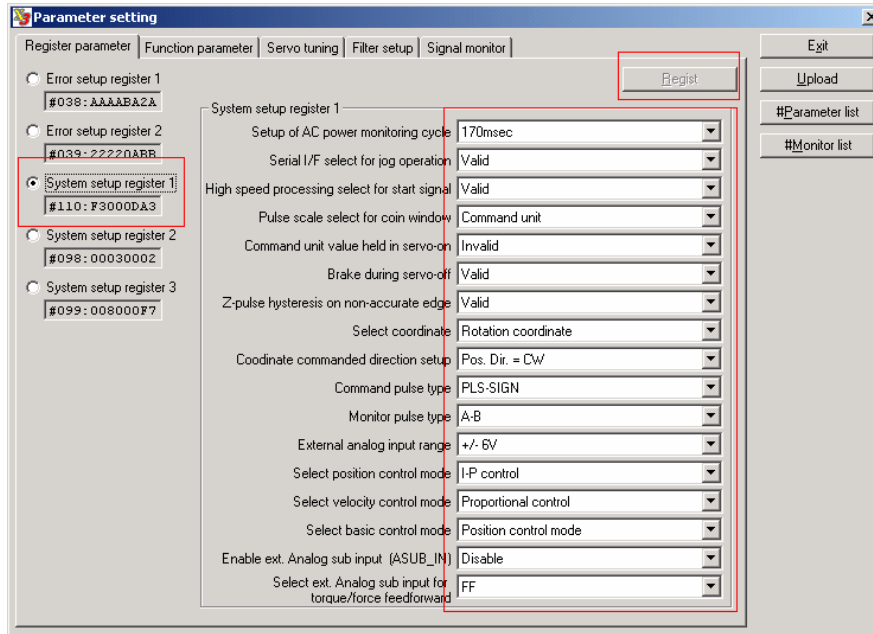 Parameter setting
Register parameter
Function parameter
Servo tuning
Filter setup
Signal monitor
Exit
Upload
#Parameter list
#Monitor list
Error setup register 1
#038:AAAABA2A
Error setup register 2
#039:22220ABB
System setup register 1
#110:F3000DA3
System setup register 2
#098:00030002
System setup register 3
#099:008000F7
Regist
System setup register 1
Setup of AC power monitoring cycle 170msec
Serial I/F select for jog operation Valid
High speed processing select for start signal Valid
Pulse scale select for coin window Command unit
Command unit value held in servo-on Invalid
Brake during servo-off Valid
Z-pulse hysteresis on non-accurate edge Valid
Select coordinate Rotation coordinate
Coodinate commanded direction setup Pos. Dir. = CW
Command pulse type PLS-SIGN
Monitor pulse type A-B
External analog input range +/- 6V
Select position control mode I-P control
Select velocity control mode Proportional control
Select basic control mode Position control mode
Enable ext. Analog sub input (ASUB_IN) Disable
Select ext. Analog sub input for
torque/force feedforward FF